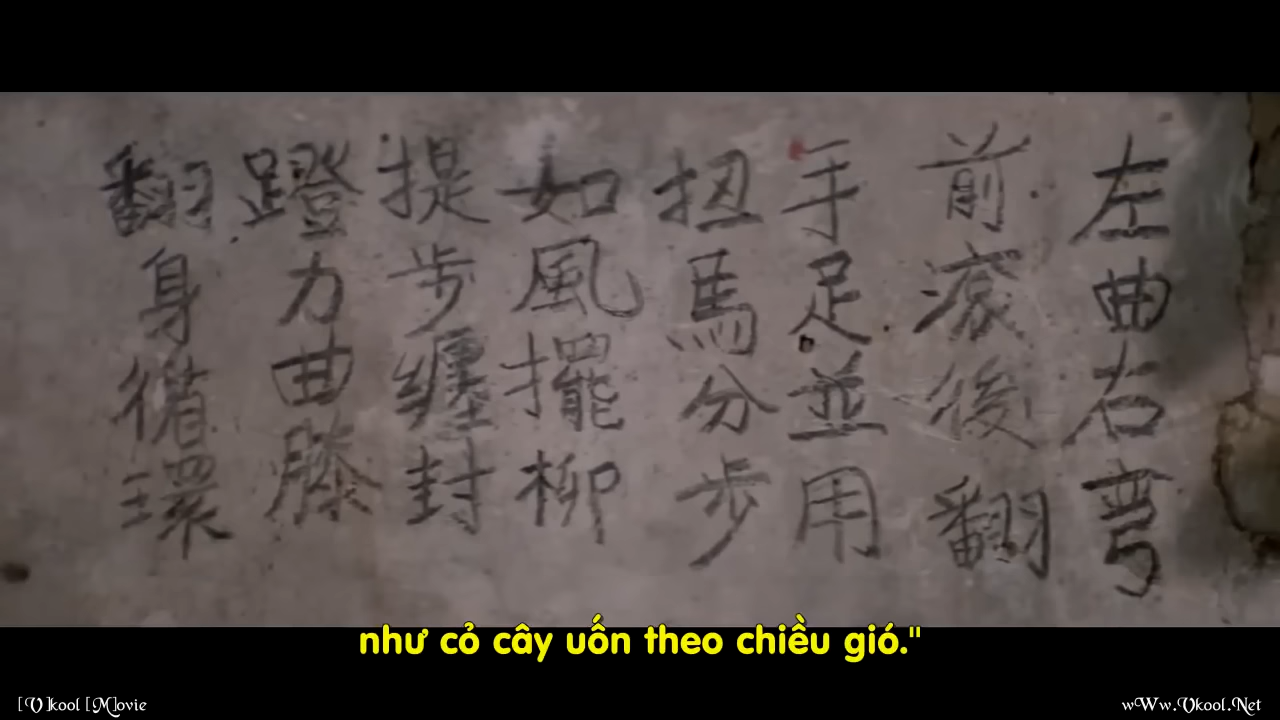 左曲右弯
前滚後翻
手足並用
扭馬分步
如風擺柳
提步纏封
蹬力曲膝
翻身循環
như cỏ cây uốn theo chiều gió."
[V]kool [M]ovie
wWw.Vkool.Net